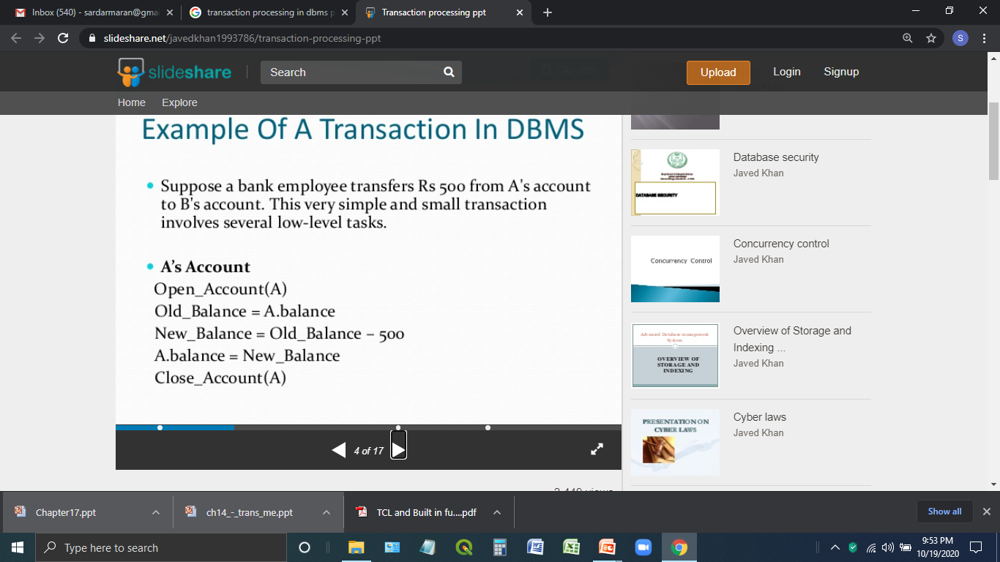 Inbox (540) - sardarmaran@gma
transaction processing in dbms p
Transaction processing ppt
slideshare.net/javedkhan1993786/transaction-processing-ppt
S
slideshare
Search
Upload
Login
Signup
Home
Explore
Example Of A Transaction In DBMS
• Suppose a bank employee transfers Rs 500 from A's account
to B's account. This very simple and small transaction
involves several low-level tasks.
• A's Account
Open_Account(A)
Old_Balance = A.balance
New_Balance = Old_Balance – 500
A.balance = New_Balance
Close_Account(A)
4 of 17
DATABASE SECURITY
Database security
Javed Khan
Concurrency Control
Concurrency control
Javed Khan
Advanced Database management
System
OVERVIEW OF
STORAGE AND
INDEXING
Overview of Storage and
Indexing ...
Javed Khan
PRESENTATION ON
CYBER LAWS
Cyber laws
Javed Khan
Chapter17.ppt
ch14_-_trans_me.ppt
TCL and Built in fu....pdf
Show all
Type here to search
9:53 PM
10/19/2020